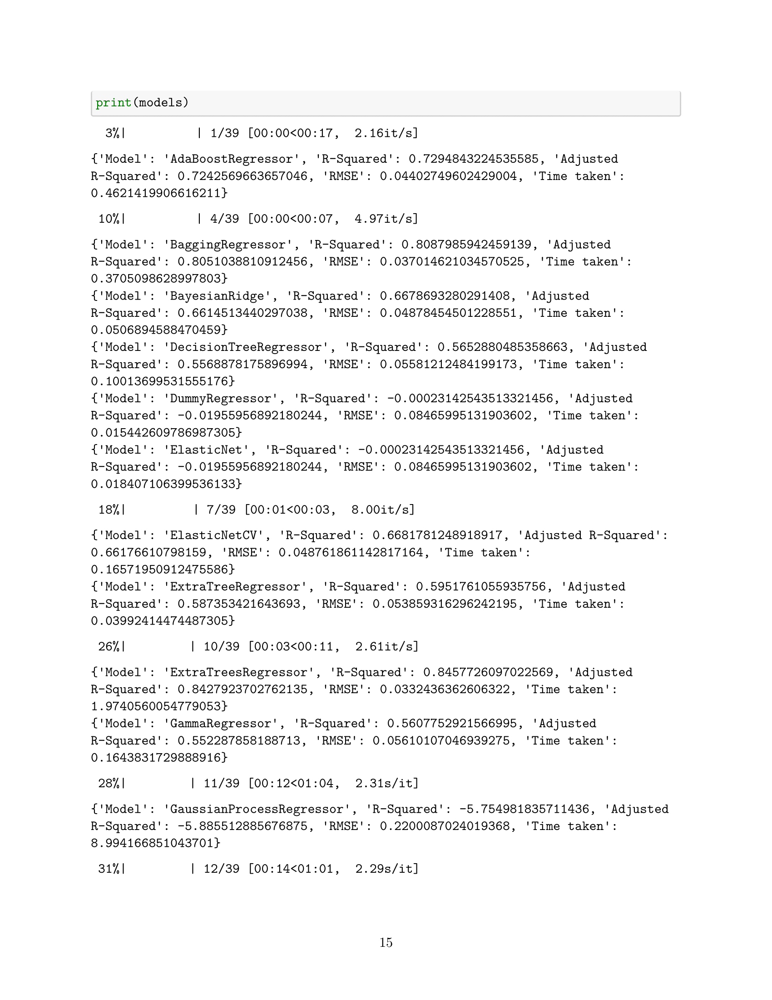 print(models)
3%|          | 1/39 [00:00<00:17,  2.16it/s]
{'Model': 'AdaBoostRegressor', 'R-Squared': 0.7294843224535585, 'Adjusted
R-Squared': 0.7242569663657046, 'RMSE': 0.04402749602429004, 'Time taken':
0.4621419906616211}
10%|          | 4/39 [00:00<00:07,  4.97it/s]
{'Model': 'BaggingRegressor', 'R-Squared': 0.8087985942459139, 'Adjusted
R-Squared': 0.8051038810912456, 'RMSE': 0.037014621034570525, 'Time taken':
0.3705098628997803}
{'Model': 'BayesianRidge', 'R-Squared': 0.6678693280291408, 'Adjusted
R-Squared': 0.6614513440297038, 'RMSE': 0.04878454501228551, 'Time taken':
0.0506894588470459}
{'Model': 'DecisionTreeRegressor', 'R-Squared': 0.5652880485358663, 'Adjusted
R-Squared': 0.5568878175896994, 'RMSE': 0.05581212484199173, 'Time taken':
0.10013699531555176}
{'Model': 'DummyRegressor', 'R-Squared': -0.00023142543513321456, 'Adjusted
R-Squared': -0.01955956892180244, 'RMSE': 0.08465995131903602, 'Time taken':
0.015442609786987305}
{'Model': 'ElasticNet', 'R-Squared': -0.00023142543513321456, 'Adjusted
R-Squared': -0.01955956892180244, 'RMSE': 0.08465995131903602, 'Time taken':
0.018407106399536133}
18%|         | 7/39 [00:01<00:03,  8.00it/s]
{'Model': 'ElasticNetCV', 'R-Squared': 0.6681781248918917, 'Adjusted R-Squared':
0.66176610798159, 'RMSE': 0.048761861142817164, 'Time taken':
0.16571950912475586}
{'Model': 'ExtraTreeRegressor', 'R-Squared': 0.5951761055935756, 'Adjusted
R-Squared': 0.587353421643693, 'RMSE': 0.053859316296242195, 'Time taken':
0.03992414474487305}
26%|         | 10/39 [00:03<00:11,  2.61it/s]
{'Model': 'ExtraTreesRegressor', 'R-Squared': 0.8457726097022569, 'Adjusted
R-Squared': 0.8427923702762135, 'RMSE': 0.0332436362606322, 'Time taken':
1.9740560054779053}
{'Model': 'GammaRegressor', 'R-Squared': 0.5607752921566995, 'Adjusted
R-Squared': 0.552287858188713, 'RMSE': 0.05610107046939275, 'Time taken':
0.1643831729888916}
28%|         | 11/39 [00:12<01:04,  2.31s/it]
{'Model': 'GaussianProcessRegressor', 'R-Squared': -5.754981835711436, 'Adjusted
R-Squared': -5.885512885676875, 'RMSE': 0.2200087024019368, 'Time taken':
8.994166851043701}
31%|         | 12/39 [00:14<01:01,  2.29s/it]
15